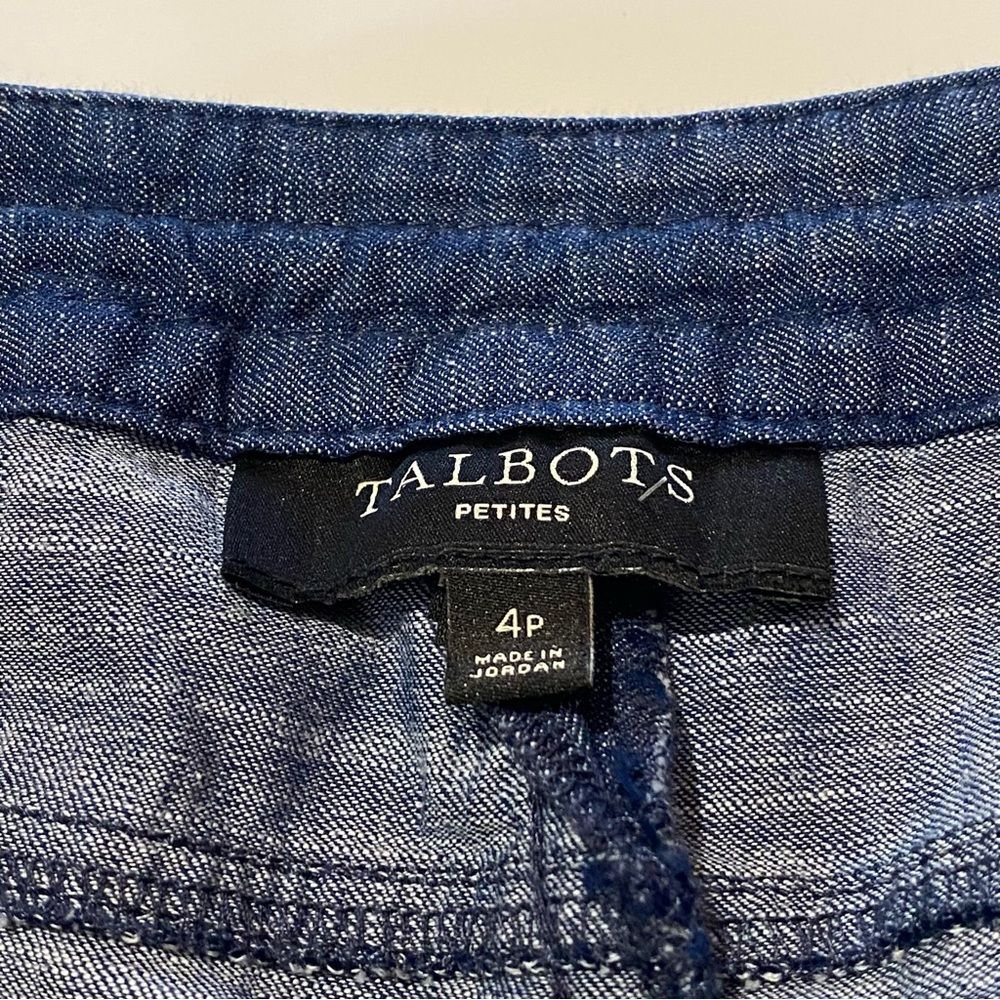 TALBOTS
PETITES
4P
MADE IN
JORDAN